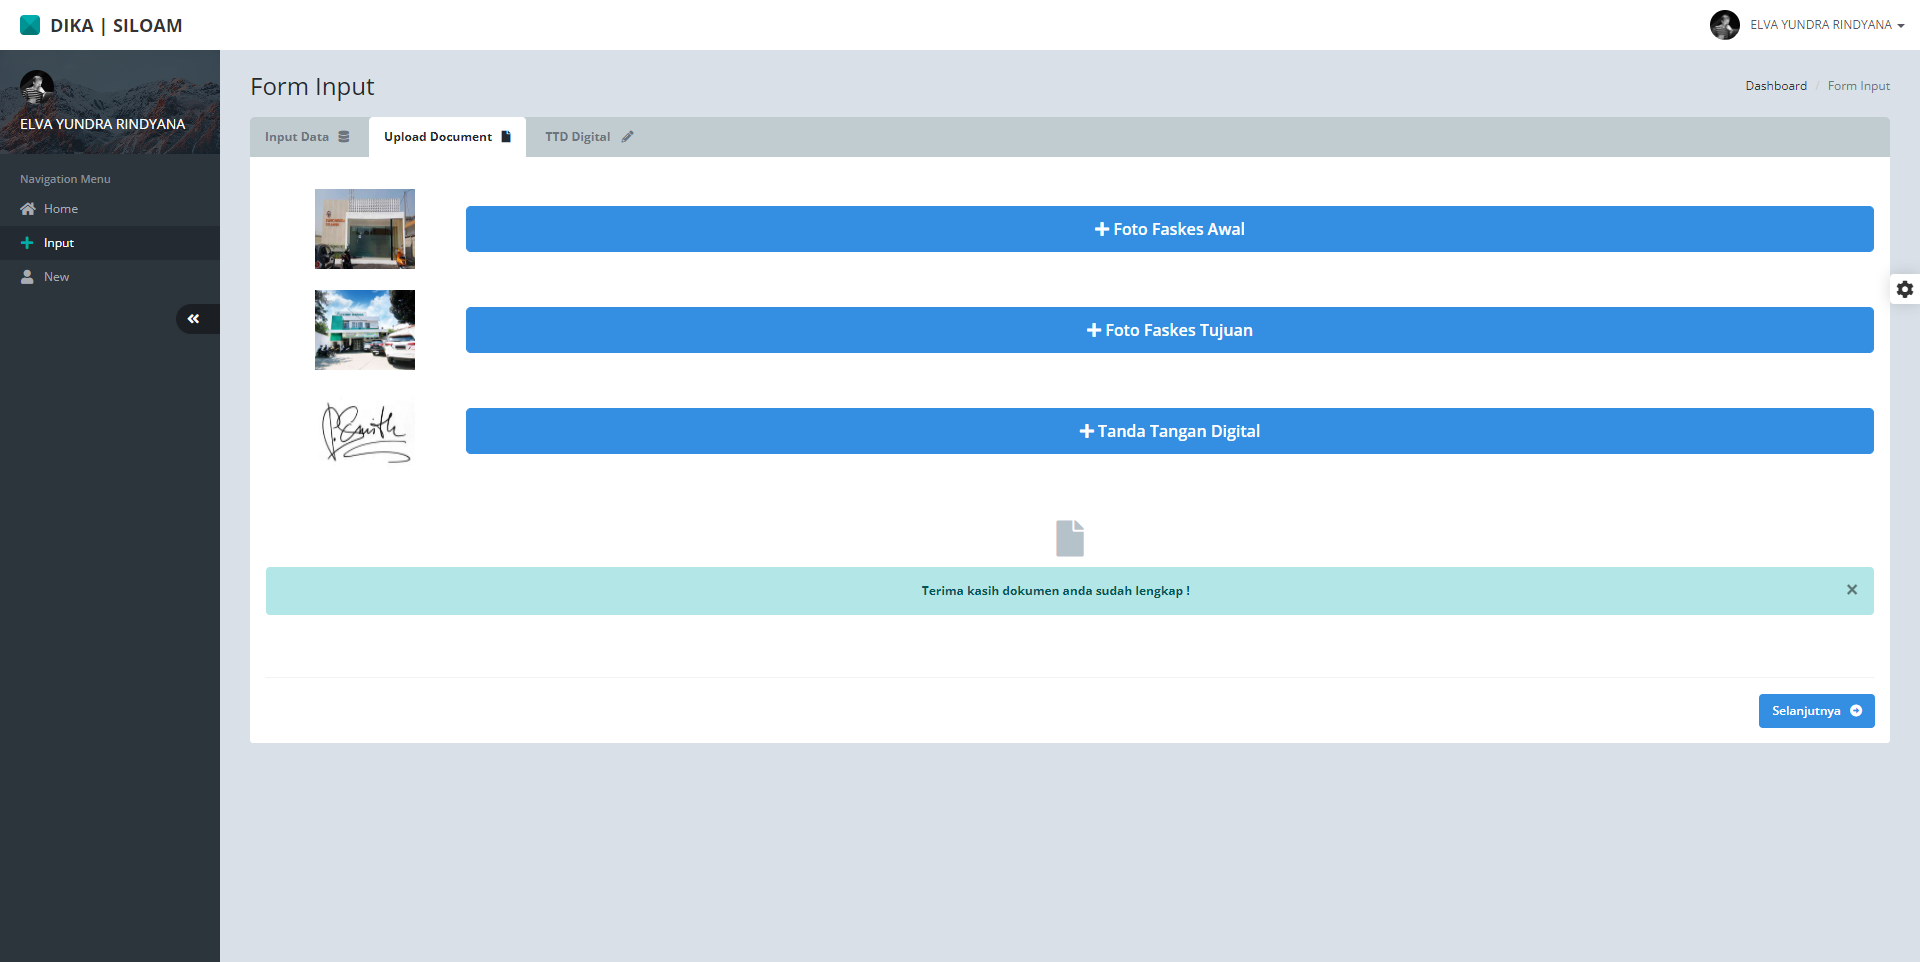 DIKA | SILOAM
ELVA YUNDRA RINDYANA
ELVA YUNDRA RINDYANA
Navigation Menu
Home
Input
New
Form Input
Dashboard / Form Input
Input Data
Upload Document
TTD Digital
Foto Faskes Awal
Foto Faskes Tujuan
Smith
Tanda Tangan Digital
Terima kasih dokumen anda sudah lengkap !
Selanjutnya